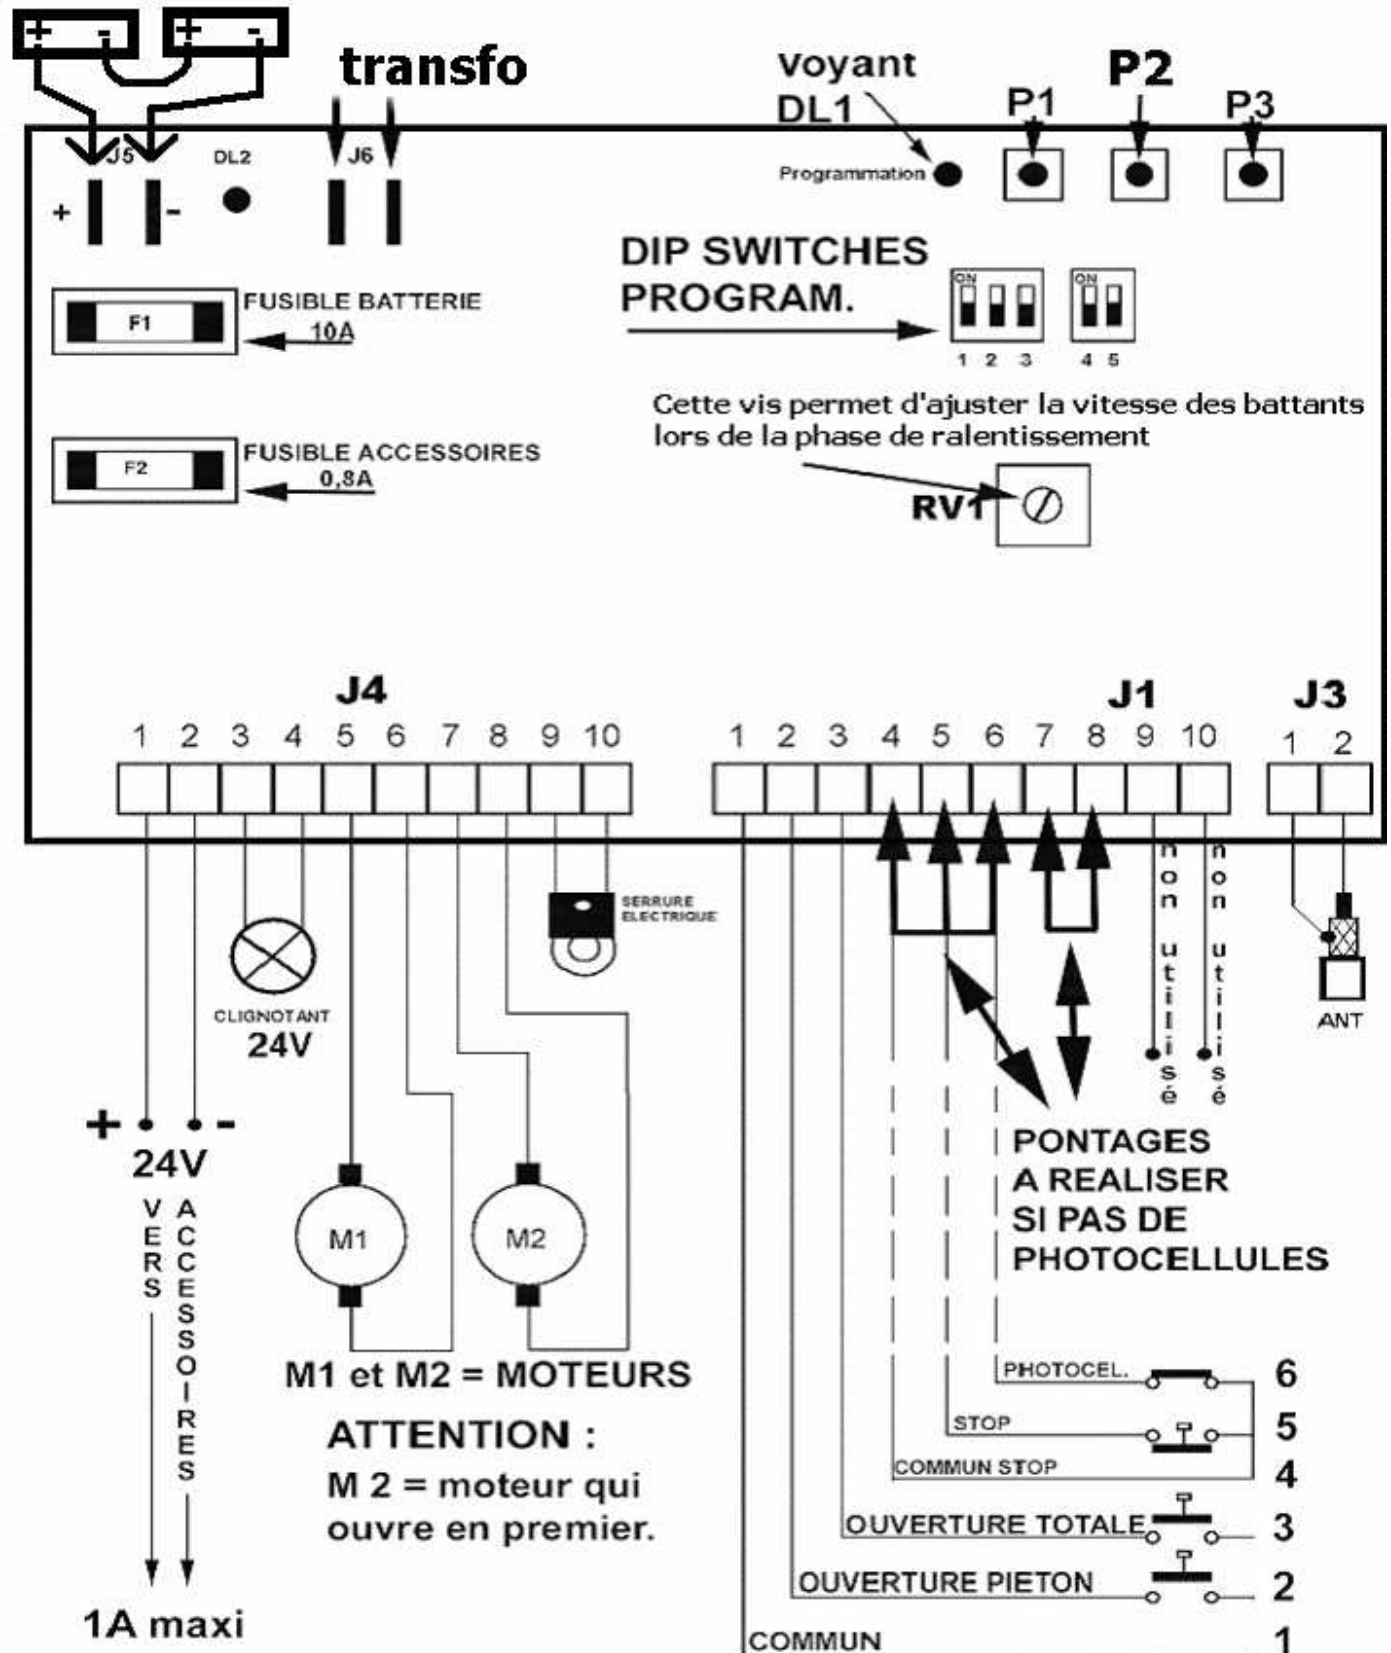 + - + -
transfo
Voyant
DL1
P1
P2
P3
J5
DL2
J6
Programmation
+ -
DIP SWITCHES
PROGRAM.
ON
ON
1 2 3 4 5
F1
FUSIBLE BATTERIE
10A
Cette vis permet d'ajuster la vitesse des battants
lors de la phase de ralentissement
F2
FUSIBLE ACCESSOIRES
0,8A
RV1
J4
J1
J3
1 2 3 4 5 6 7 8 9 10
1 2 3 4 5 6 7 8 9 10
1 2
SERRURE
ELECTRIQUE
CLIGNOTANT
24V
non utilisé
non utilisé
ANT
+ -
24V
VERS
ACCESSOIRES
1A maxi
M1
M2
PONTAGES
A REALISER
SI PAS DE
PHOTOCELLULES
M1 et M2 = MOTEURS
ATTENTION :
M 2 = moteur qui
ouvre en premier.
PHOTOCEL. 6
STOP 5
COMMUN STOP 4
OUVERTURE TOTALE 3
OUVERTURE PIETON 2
COMMUN 1